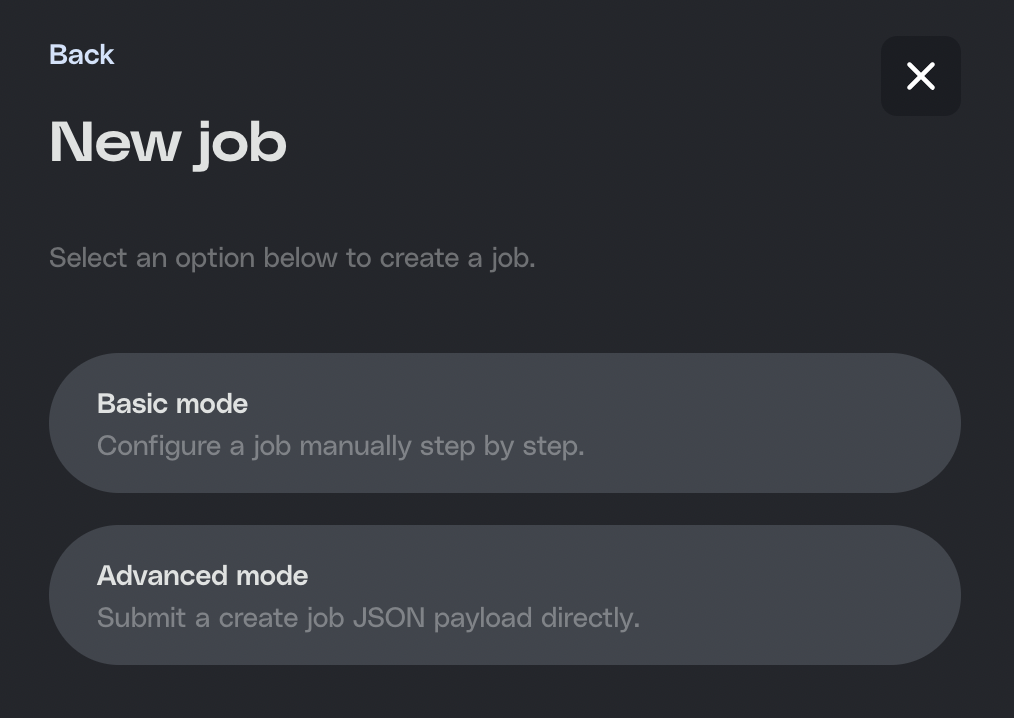 Back
New job
Select an option below to create a job.
Basic mode
Configure a job manually step by step.
Advanced mode
Submit a create job JSON payload directly.